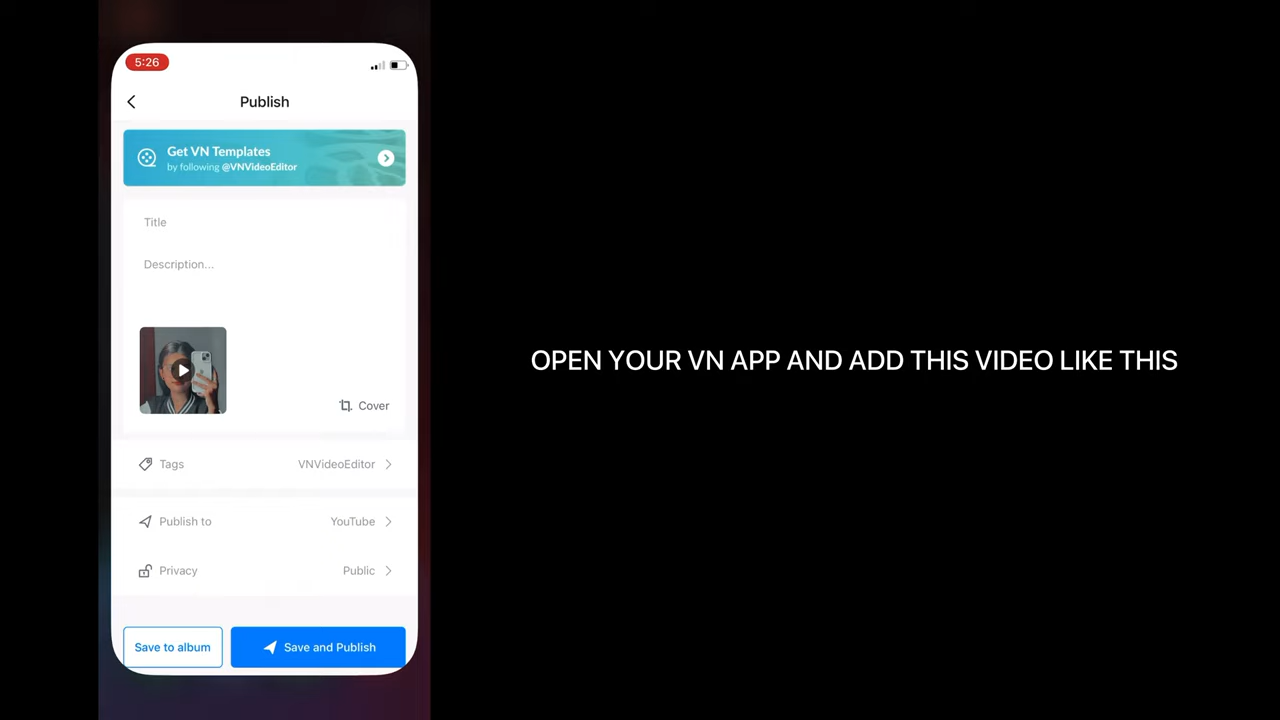 5:26
Publish
Get VN Templates
by following @VNVideoEditor
Title
Description...
Cover
Tags VNVideoEditor
Publish to YouTube
Privacy Public
Save to album Save and Publish
OPEN YOUR VN APP AND ADD THIS VIDEO LIKE THIS